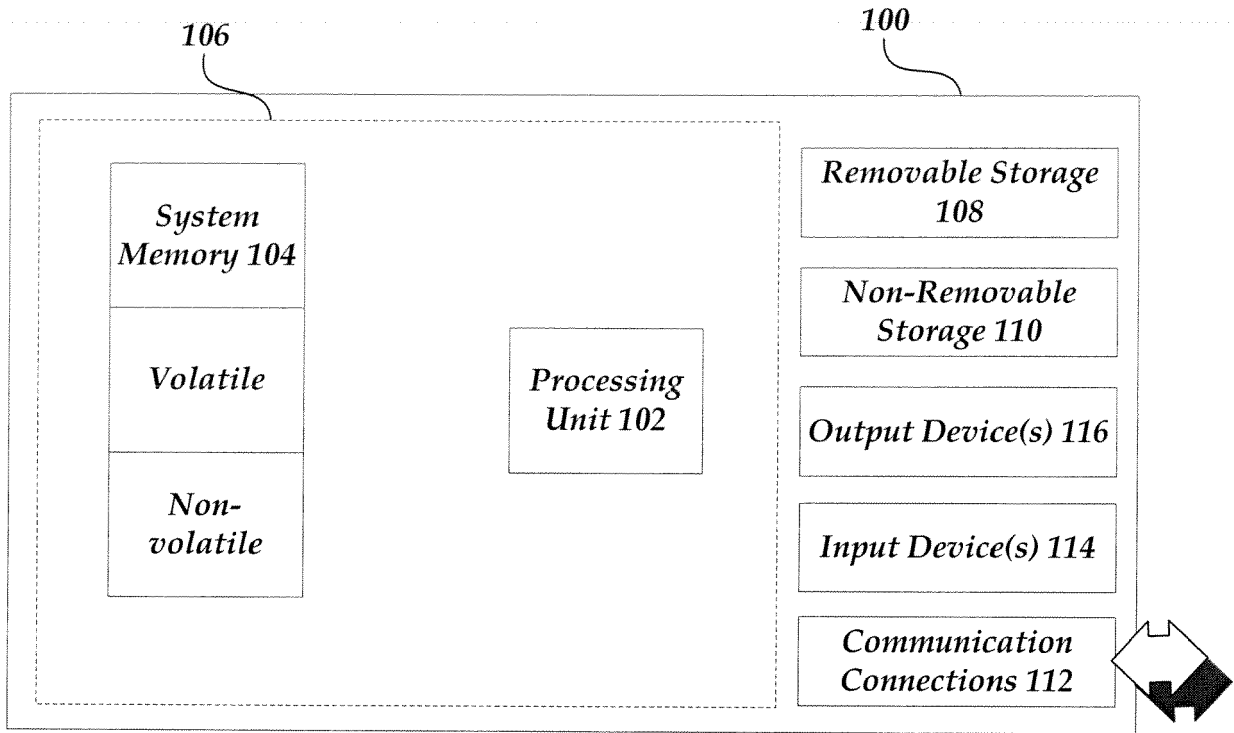 106
100
System
Memory 104
Volatile
Non-
volatile
Processing
Unit 102
Removable Storage
108
Non-Removable
Storage 110
Output Device(s) 116
Input Device(s) 114
Communication
Connections 112